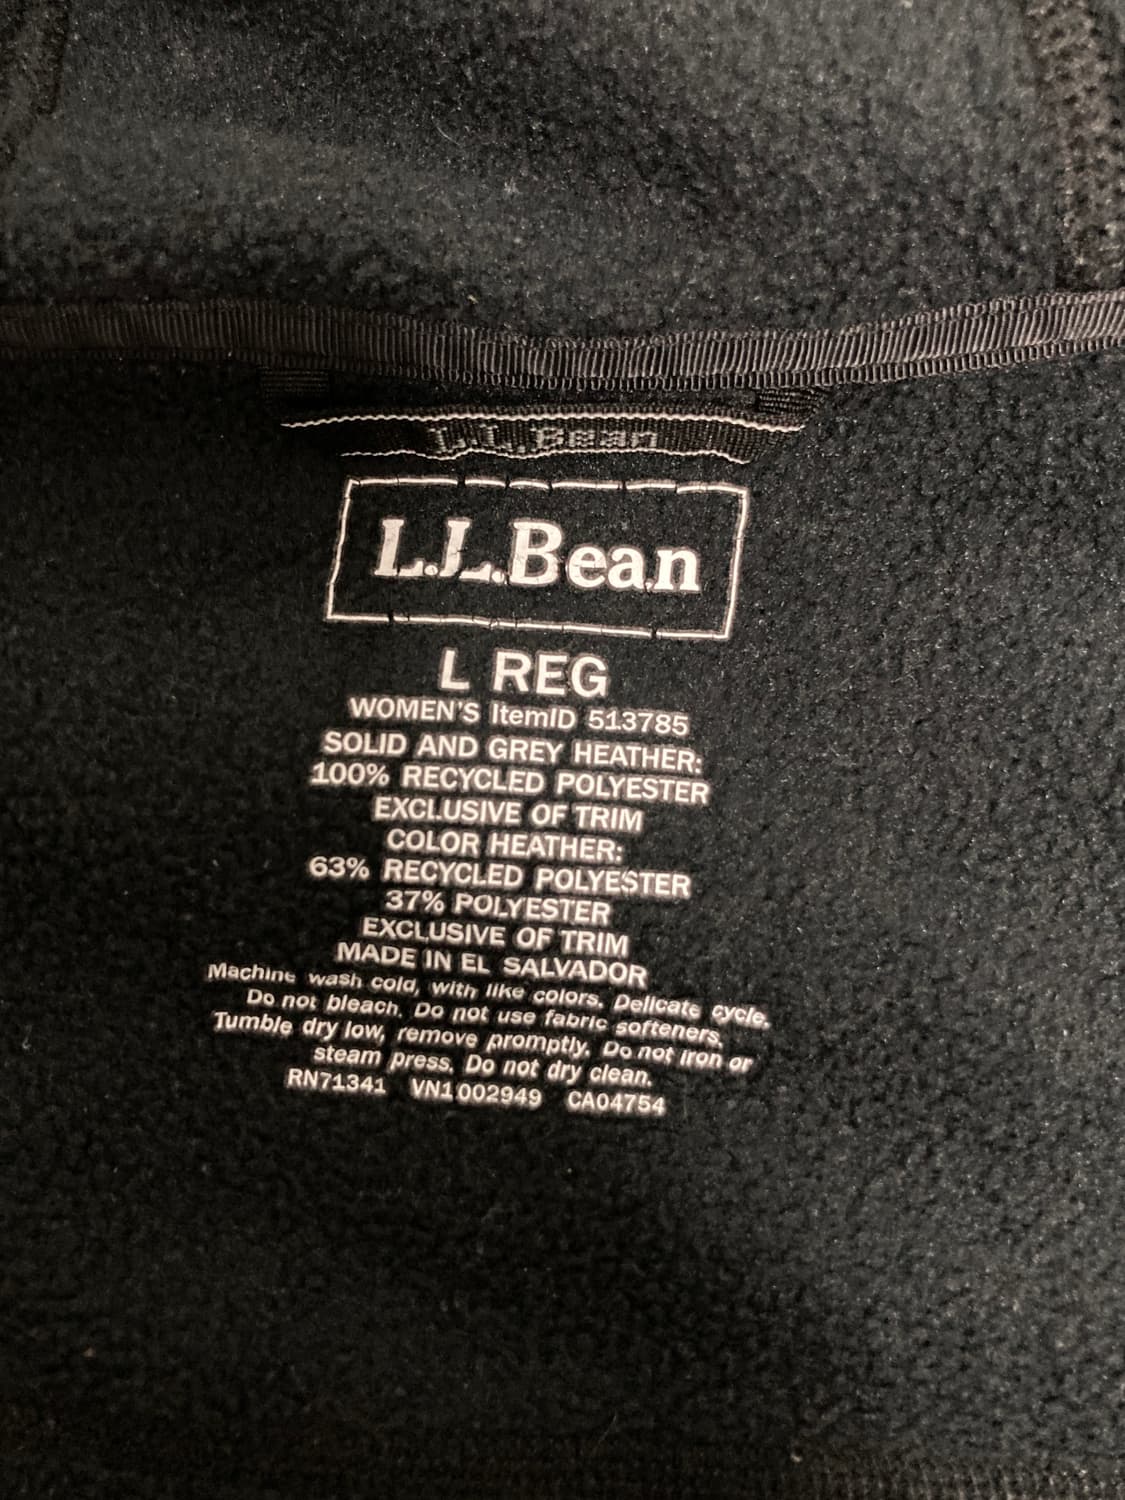 L.L.Bean
L.L.Bean
L REG
WOMEN'S ItemID 513785
SOLID AND GREY HEATHER:
100% RECYCLED POLYESTER
EXCLUSIVE OF TRIM
COLOR HEATHER:
63% RECYCLED POLYESTER
37% POLYESTER
EXCLUSIVE OF TRIM
MADE IN EL SALVADOR
Machine wash cold, with like colors. Delicate cycle.
Do not bleach. Do not use fabric softeners.
Tumble dry low, remove promptly. Do not iron or
steam press. Do not dry clean.
RN71341 VN1002949 CA04754